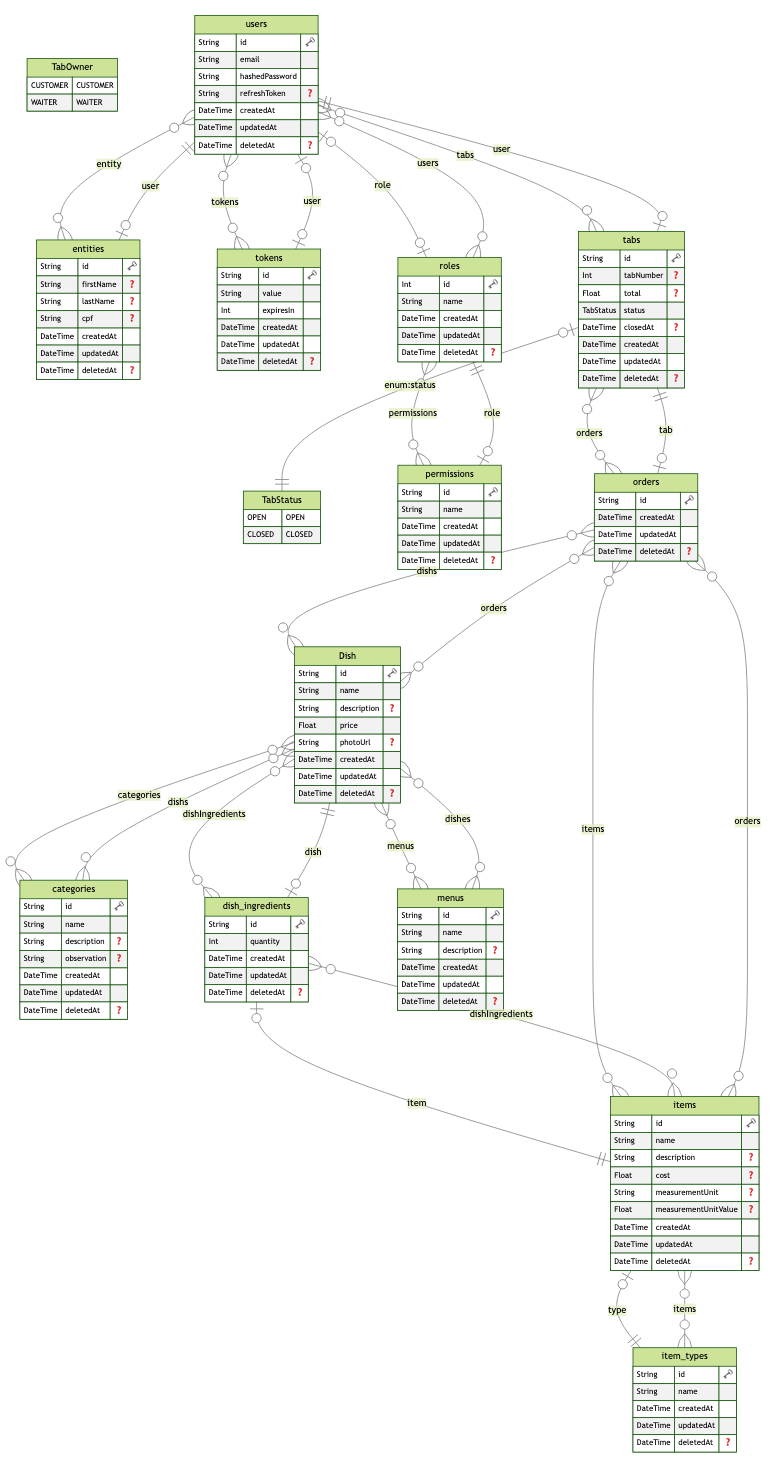 users
String id
String email
String hashedPassword
String refreshToken ?
DateTime createdAt
DateTime updatedAt
DateTime deletedAt ?
TabOwner
CUSTOMER CUSTOMER
WAITER WAITER
entity
user
tokens
user
role
users
tabs
user
entities
String id
String firstName ?
String lastName ?
String cpf ?
DateTime createdAt
DateTime updatedAt
DateTime deletedAt ?
tokens
String id
String value
Int expiresIn
DateTime createdAt
DateTime updatedAt
DateTime deletedAt ?
roles
Int id
String name
DateTime createdAt
DateTime updatedAt
DateTime deletedAt ?
tabs
String id
Int tabNumber ?
Float total ?
TabStatus status
DateTime closedAt ?
DateTime createdAt
DateTime updatedAt
DateTime deletedAt ?
enum:status
permissions
role
orders
tab
TabStatus
OPEN OPEN
CLOSED CLOSED
permissions
String id
String name
DateTime createdAt
DateTime updatedAt
DateTime deletedAt ?
orders
String id
DateTime createdAt
DateTime updatedAt
DateTime deletedAt ?
dishs
orders
Dish
String id
String name
String description ?
Float price
String photoUrl ?
DateTime createdAt
DateTime updatedAt
DateTime deletedAt ?
categories
dishs
dishIngredients
dish
menus
dishes
items
orders
categories
String id
String name
String description ?
String observation ?
DateTime createdAt
DateTime updatedAt
DateTime deletedAt ?
dish_ingredients
String id
Int quantity
DateTime createdAt
DateTime updatedAt
DateTime deletedAt ?
menus
String id
String name
String description ?
DateTime createdAt
DateTime updatedAt
DateTime deletedAt ?
dishIngredients
item
items
String id
String name
String description ?
Float cost ?
String measurementUnit ?
Float measurementUnitValue ?
DateTime createdAt
DateTime updatedAt
DateTime deletedAt ?
type
items
item_types
String id
String name
DateTime createdAt
DateTime updatedAt
DateTime deletedAt ?